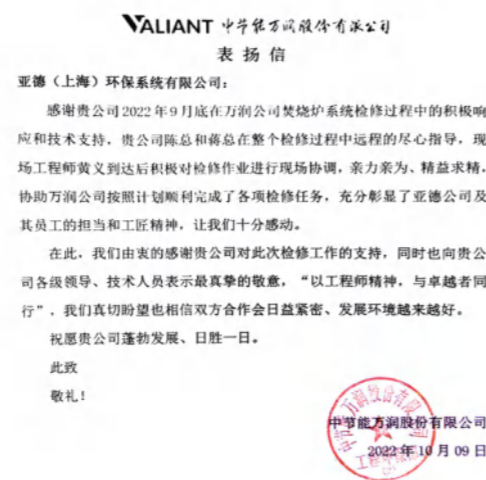 VALIANT 中节能万润股份有限公司
表 扬 信
亚德（上海）环保系统有限公司：
感谢贵公司2022年9月底在万润公司焚烧炉系统检修过程中的积极响
应和技术支持，贵公司陈总和蒋总在整个检修过程中远程的尽心指导，现
场工程师黄义到达后积极对检修作业进行现场协调，亲力亲为、精益求精，
协助万润公司按照计划顺利完成了各项检修任务，充分彰显了亚德公司及
其员工的担当和工匠精神，让我们十分感动。
在此，我们由衷的感谢贵公司对此次检修工作的支持，同时也向贵公
司各级领导、技术人员表示最真挚的敬意，“以工程师精神，与卓越者同
行”，我们真切盼望也相信双方合作会日益紧密、发展环境越来越好。
祝愿贵公司蓬勃发展、日胜一日。
此致
敬礼！
中节能万润股份有限公司
2022年10月09日